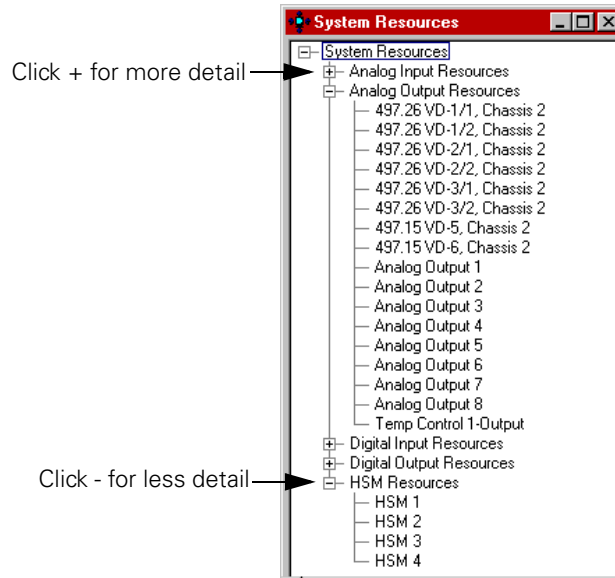 System Resources
System Resources
Click + for more detail
Analog Input Resources
Analog Output Resources
497.26 VD-1/1, Chassis 2
497.26 VD-1/2, Chassis 2
497.26 VD-2/1, Chassis 2
497.26 VD-2/2, Chassis 2
497.26 VD-3/1, Chassis 2
497.26 VD-3/2, Chassis 2
497.15 VD-5, Chassis 2
497.15 VD-6, Chassis 2
Analog Output 1
Analog Output 2
Analog Output 3
Analog Output 4
Analog Output 5
Analog Output 6
Analog Output 7
Analog Output 8
Temp Control 1-Output
Digital Input Resources
Digital Output Resources
Click - for less detail
HSM Resources
HSM 1
HSM 2
HSM 3
HSM 4